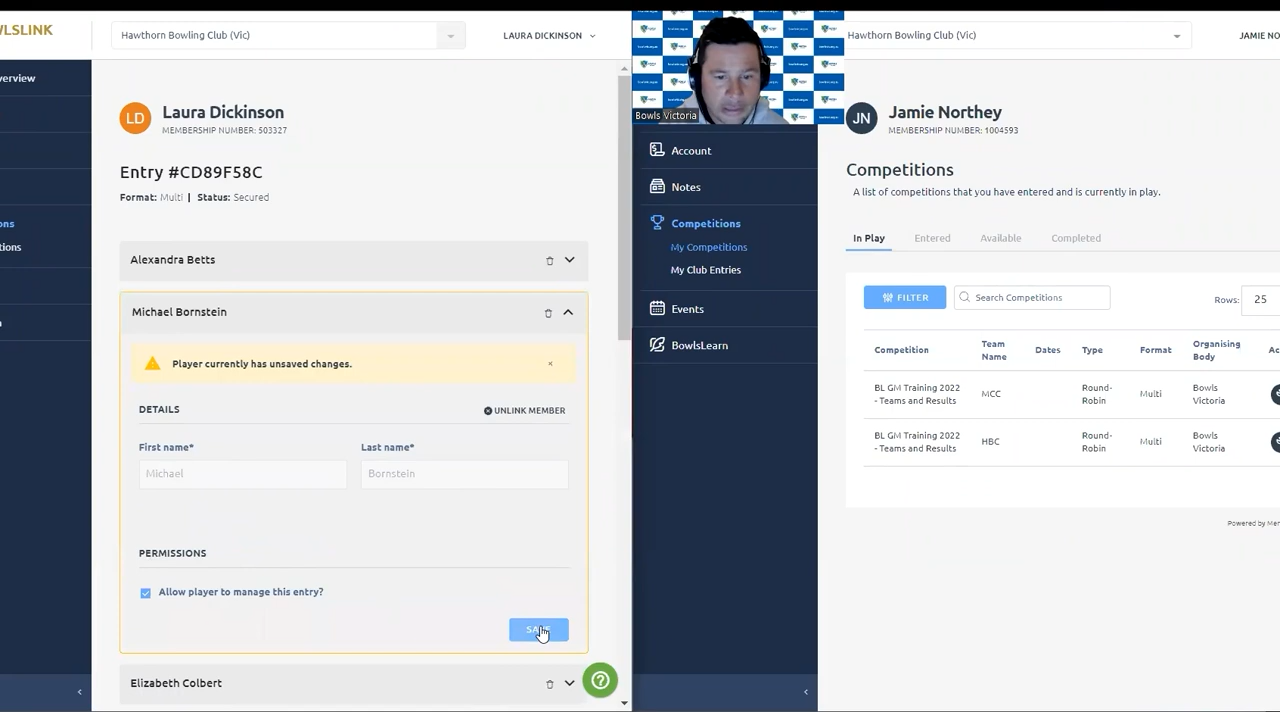 WLSLINK
Hawthorn Bowling Club (Vic)
LAURA DICKINSON
verview
ons
tions
LD
Laura Dickinson
MEMBERSHIP NUMBER: 503327
Entry #CD89F58C
Format: Multi | Status: Secured
Alexandra Betts
Michael Bornstein
Player currently has unsaved changes.
DETAILS
UNLINK MEMBER
First name*
Last name*
Michael
Bornstein
PERMISSIONS
Allow player to manage this entry?
SAVE
Elizabeth Colbert
Bowls Victoria
Hawthorn Bowling Club (Vic)
JAMIE NO
Account
Notes
Competitions
My Competitions
My Club Entries
Events
BowlsLearn
JN
Jamie Northey
MEMBERSHIP NUMBER: 1004593
Competitions
A list of competitions that you have entered and is currently in play.
In Play
Entered
Available
Completed
FILTER
Search Competitions
Rows:
25
Competition
Team
Name
Dates
Type
Format
Organising
Body
Ac
BL GM Training 2022
- Teams and Results
MCC
Round-
Robin
Multi
Bowls
Victoria
BL GM Training 2022
- Teams and Results
HBC
Round-
Robin
Multi
Bowls
Victoria
Powered by Mem